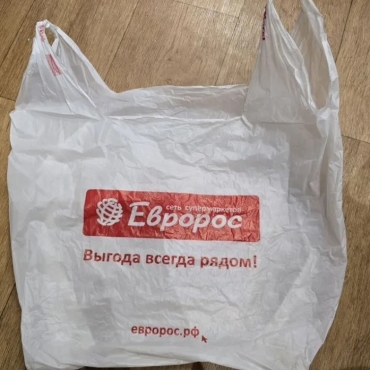 сеть супермаркетов
Евророс
Выгода всегда рядом!
евророс.рф